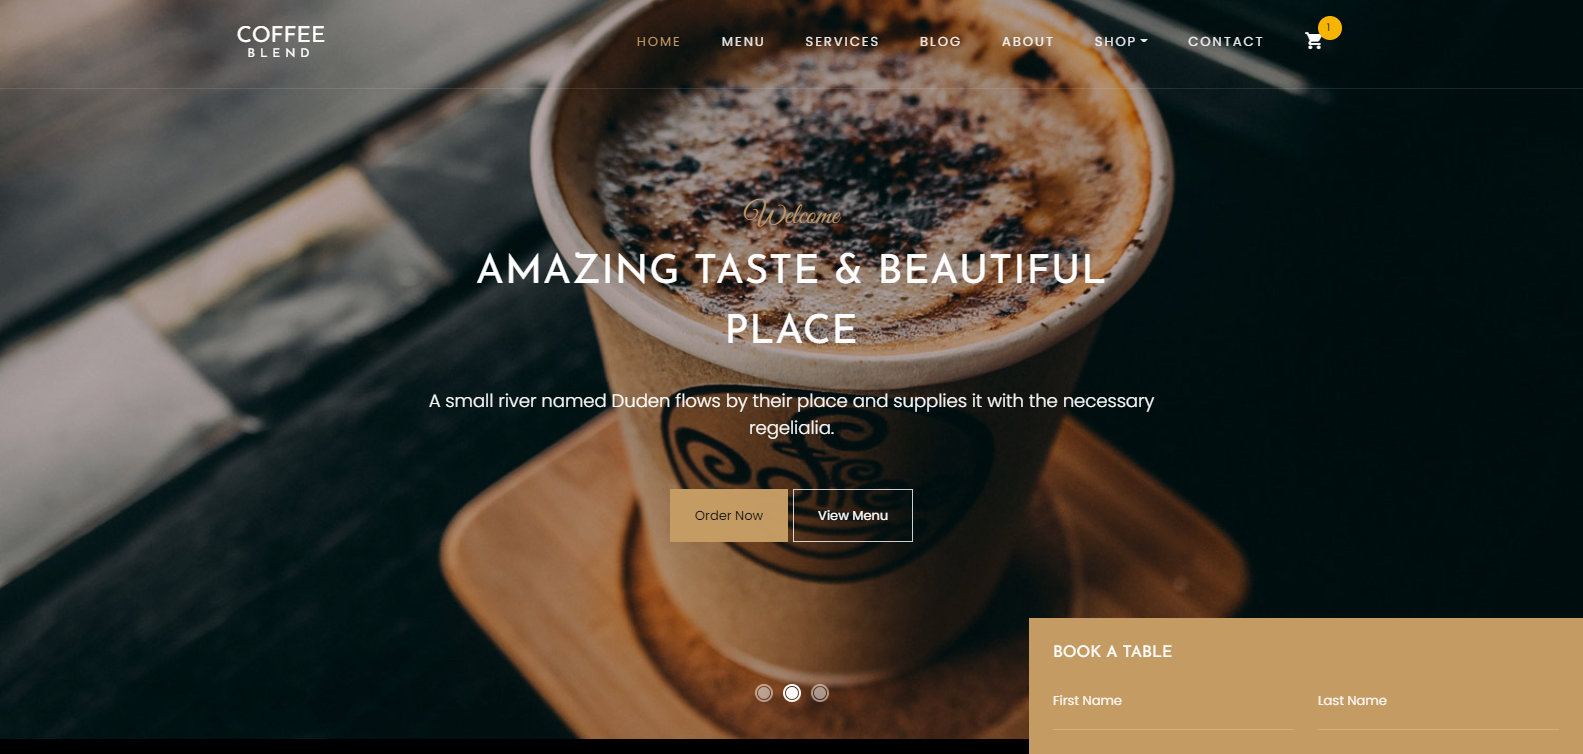 COFFEE
BLEND
HOME MENU SERVICES BLOG ABOUT SHOP CONTACT 1
Welcome
AMAZING TASTE & BEAUTIFUL
PLACE
A small river named Duden flows by their place and supplies it with the necessary
regelialia.
Order Now View Menu
BOOK A TABLE
First Name Last Name